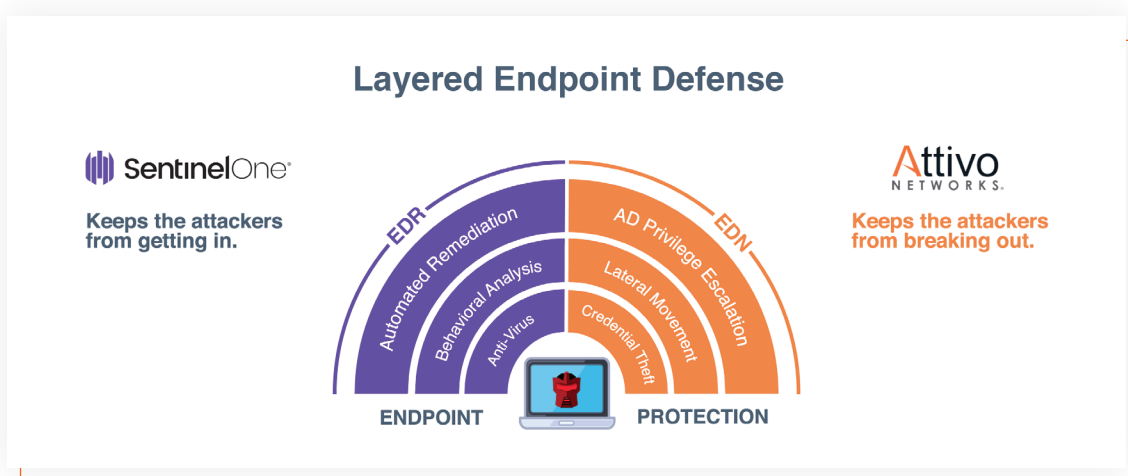 Layered Endpoint Defense
SentinelOne®
Keeps the attackers
from getting in.
Attivo
NETWORKS.
Keeps the attackers
from breaking out.
EDR
Automated Remediation
Behavioral Analysis
Anti-Virus
EDN
AD Privilege Escalation
Lateral Movement
Credential Theft
ENDPOINT
PROTECTION